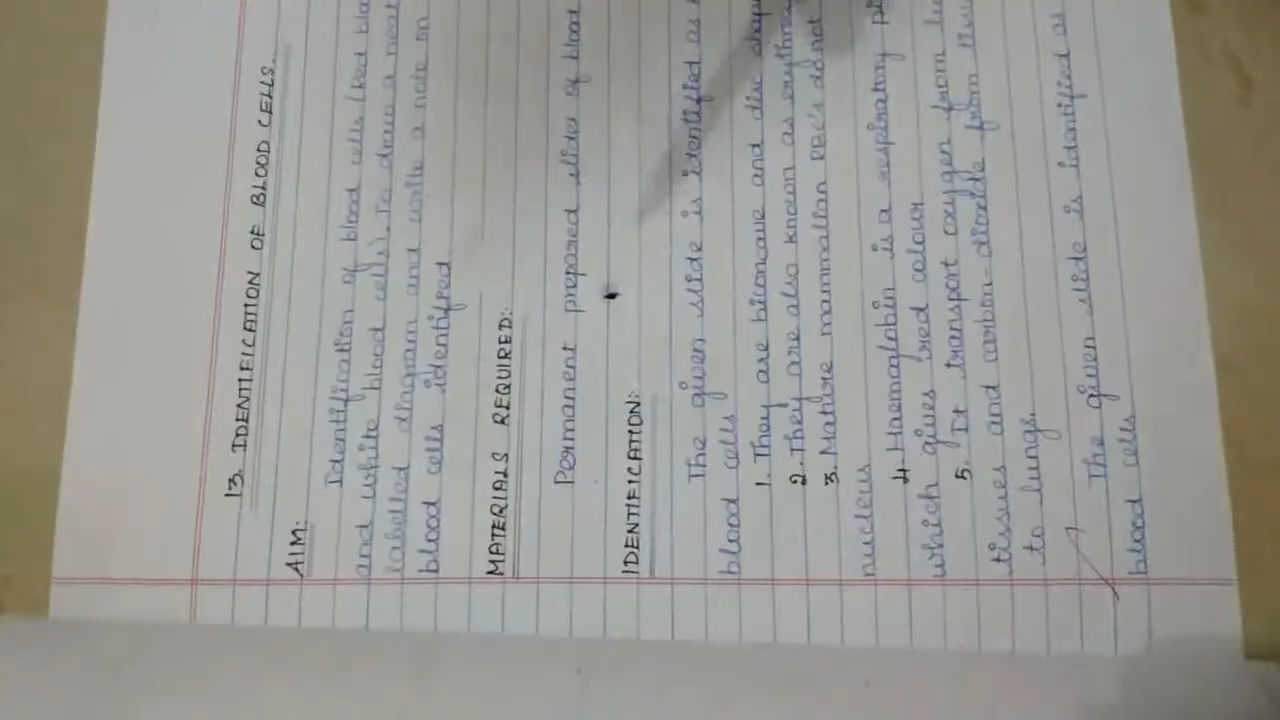 13. IDENTIFICATION OF BLOOD CELLS.
AIM:
Identification of blood cells (Red
and white blood cells). To draw a neat
labelled diagram and write a note on
blood cells identified
MATERIALS REQUIRED:
Permanent prepared slides of blood
IDENTIFICATION:
The given slide is identified as
blood cells
1. They are biconcave and disc
2. They are also known as
3. Mature mammalian RBC's donot
nucleus
4. Haemoglobin is a respiratory
which gives red colour
5. It transport oxygen from
tissues and carbon-dioxide from
to lungs.
The given slide is identified as
blood cells